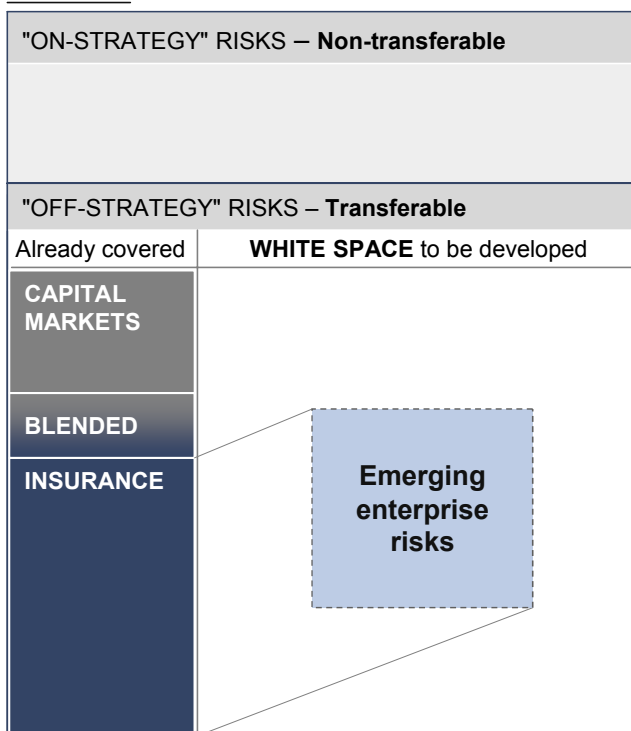 "ON-STRATEGY" RISKS – Non-transferable
"OFF-STRATEGY" RISKS – Transferable
Already covered
WHITE SPACE to be developed
CAPITAL
MARKETS
BLENDED
INSURANCE
Emerging
enterprise
risks